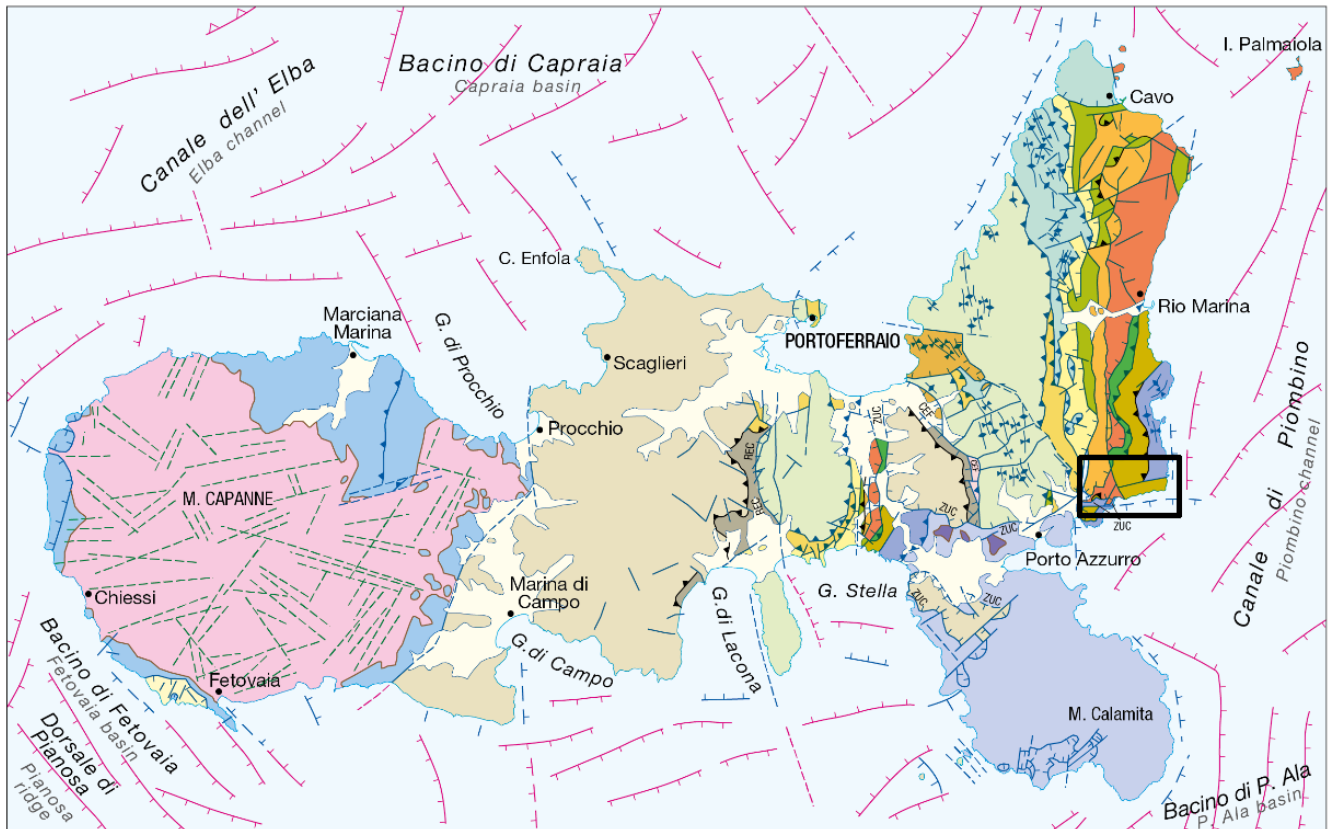 Bacino di Capraia
Capraia basin
Canale dell' Elba
Elba channel
I. Palmaiola
Cavo
C. Enfola
Marciana
Marina
G. di Procchio
Scaglieri
PORTOFERRAIO
Rio Marina
Procchio
M. CAPANNE
REC
REC
ZUC
CEF
CEF
ZUC
ZUC
ZUC
Canale di Piombino
Piombino channel
Porto Azzurro
Chiessi
Marina di
Campo
G.di Campo
G.di Lacona
G. Stella
ZUC
ZUC
Fetovaia
Bacino di Fetovaia
Fetovaia basin
Dorsale di
Pianosa
Pianosa
ridge
M. Calamita
Bacino di P. Ala
P. Ala basin